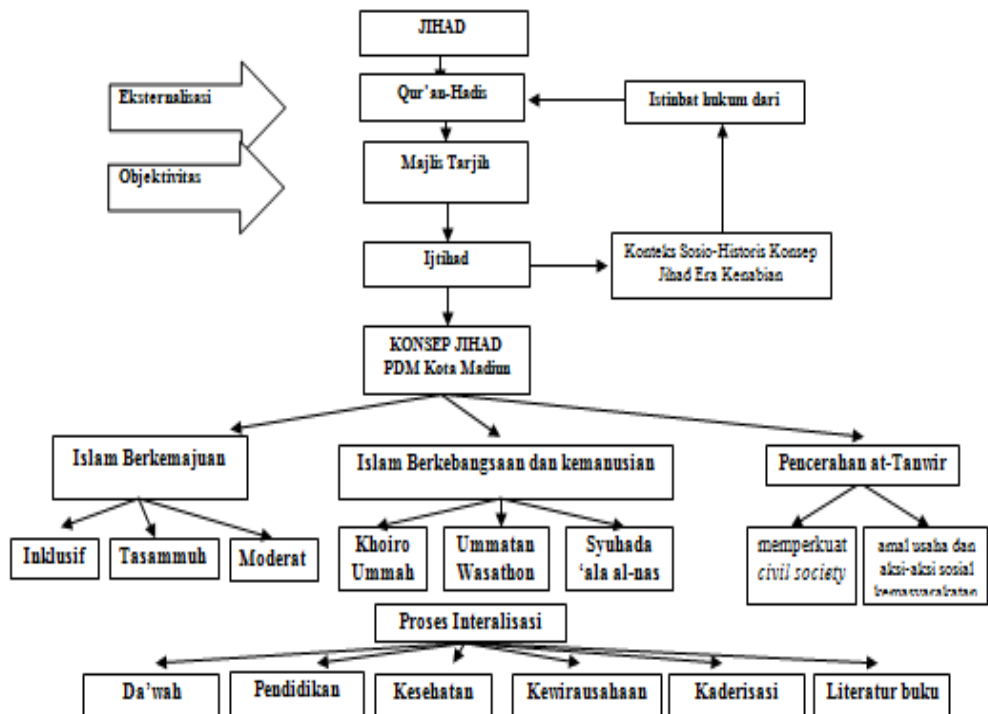 JIHAD
Eksternalisasi
Qur'an-Hadis
Istinbat hukum dari
Objektivitas
Majlis Tarjih
Ijtihad
Konteks Sosio-Historis Konsep
Jihad Era Kenabian
KONSEP JIHAD
PDM Kota Madiun
Islam Berkemajuan
Islam Berkebangsaan dan kemanusian
Pencerahan at-Tanwir
Inklusif
Tasammuh
Moderat
Khoiro
Ummah
Ummatan
Wasathon
Syuhada
'ala al-nas
memperkuat
civil society
amal usaha dan
aksi-aksi sosial
kemasyarakatan
Proses Interalisasi
Da'wah
Pendidikan
Kesehatan
Kewirausahaan
Kaderisasi
Literatur buku